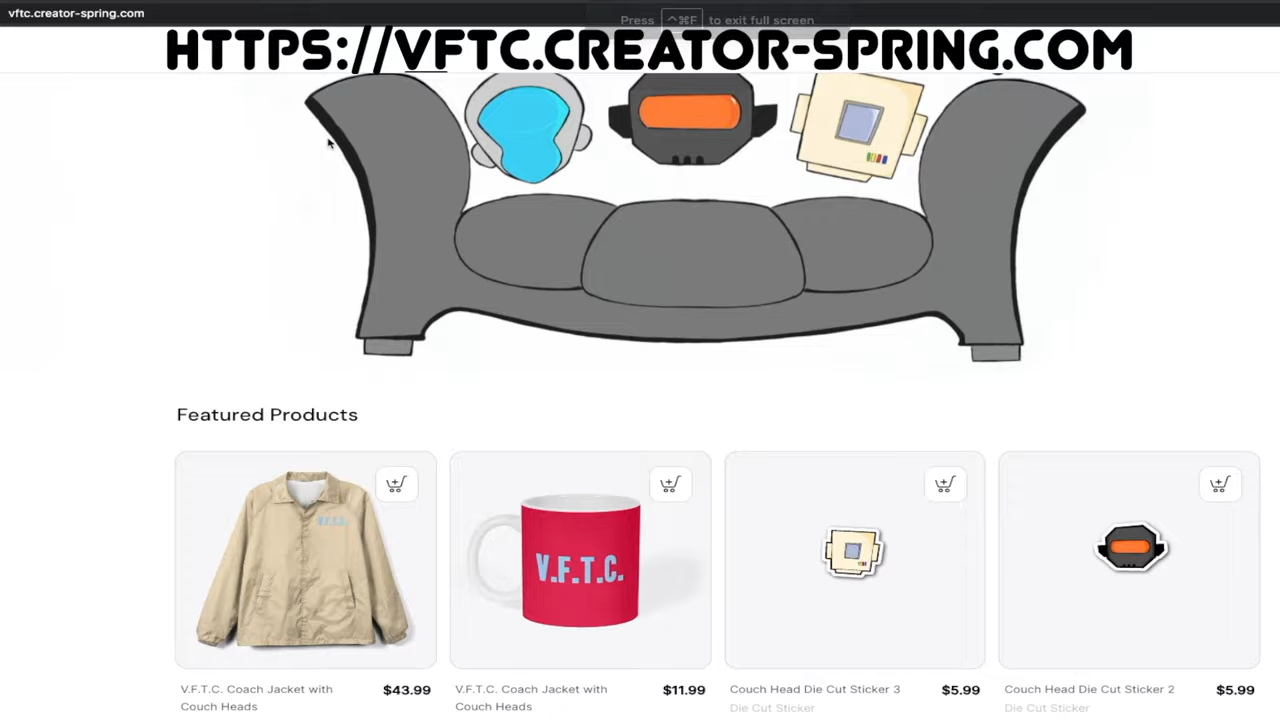 vftc.creator-spring.com
Press ^⌘F to exit full screen
HTTPS://VFTC.CREATOR-SPRING.COM
Featured Products
V.F.T.C.
V.F.T.C.
V.F.T.C. Coach Jacket with Couch Heads $43.99
V.F.T.C. Coach Jacket with Couch Heads $11.99
Couch Head Die Cut Sticker 3 $5.99
Die Cut Sticker
Couch Head Die Cut Sticker 2 $5.99
Die Cut Sticker